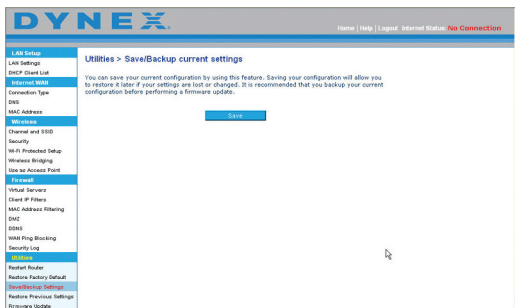 DYNEX
Home | Help | Logout Internet Status: No Connection
LAN Setup
LAN Settings
DHCP Client List
Internet WAN
Connection Type
DNS
MAC Address
Wireless
Channel and SSID
Security
Wi-Fi Protected Setup
Wireless Bridging
Use as Access Point
Firewall
Virtual Servers
Client IP Filters
MAC Address Filtering
DMZ
DDNS
WAN Ping Blocking
Security Log
Utilities
Restart Router
Restore Factory Default
Save/Backup Settings
Restore Previous Settings
Firmware Update
Utilities > Save/Backup current settings
You can save your current configuration by using this feature. Saving your configuration will allow you
to restore it later if your settings are lost or changed. It is recommended that you backup your current
configuration before performing a firmware update.
Save